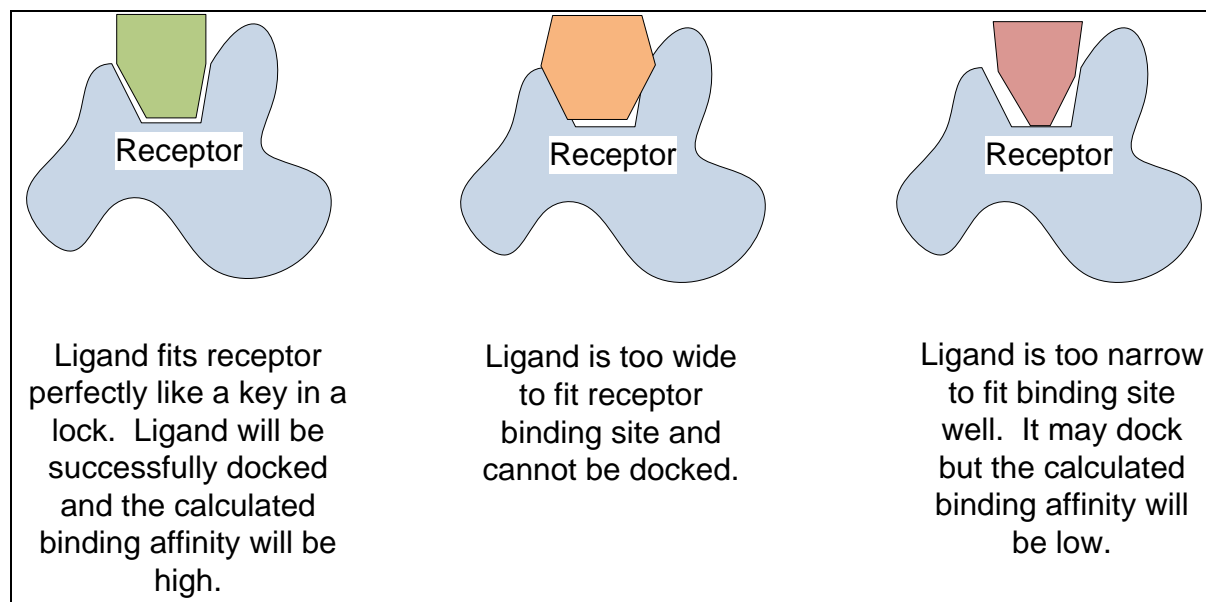 Receptor
Receptor
Receptor
Ligand fits receptor
perfectly like a key in a
lock.  Ligand will be
successfully docked
and the calculated
binding affinity will be
high.
Ligand is too wide
to fit receptor
binding site and
cannot be docked.
Ligand is too narrow
to fit binding site
well.  It may dock
but the calculated
binding affinity will
be low.